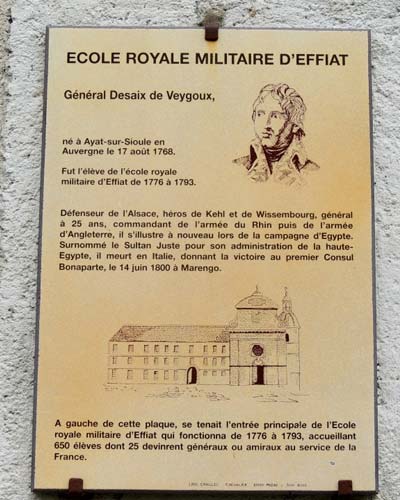 ECOLE ROYALE MILITAIRE D'EFFIAT
Général Desaix de Veygoux,
né à Ayat-sur-Sioule en
Auvergne le 17 août 1768.
Fut l'élève de l'école royale
militaire d'Effiat de 1776 à 1793.
Défenseur de l'Alsace, héros de Kehl et de Wissembourg, général
à 25 ans, commandant de l'armée du Rhin puis de l'armée
d'Angleterre, il s'illustre à nouveau lors de la campagne d'Egypte.
Surnommé le Sultan Juste pour son administration de la haute-
Egypte, il meurt en Italie, donnant la victoire au premier Consul
Bonaparte, le 14 juin 1800 à Marengo.
A gauche de cette plaque, se tenait l'entrée principale de l'Ecole
royale militaire d'Effiat qui fonctionna de 1776 à 1793, accueillant
650 élèves dont 25 devinrent généraux ou amiraux au service de la
France.